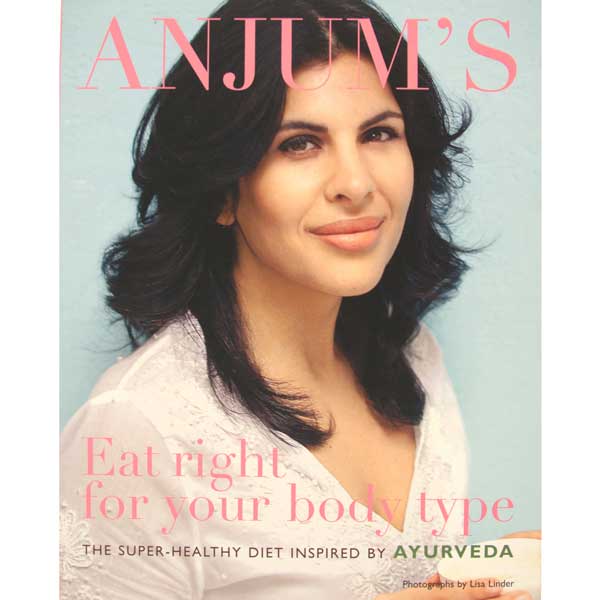 ANJUM'S
Eat right
for your body type
THE SUPER-HEALTHY DIET INSPIRED BY AYURVEDA
Photographs by Lisa Linder